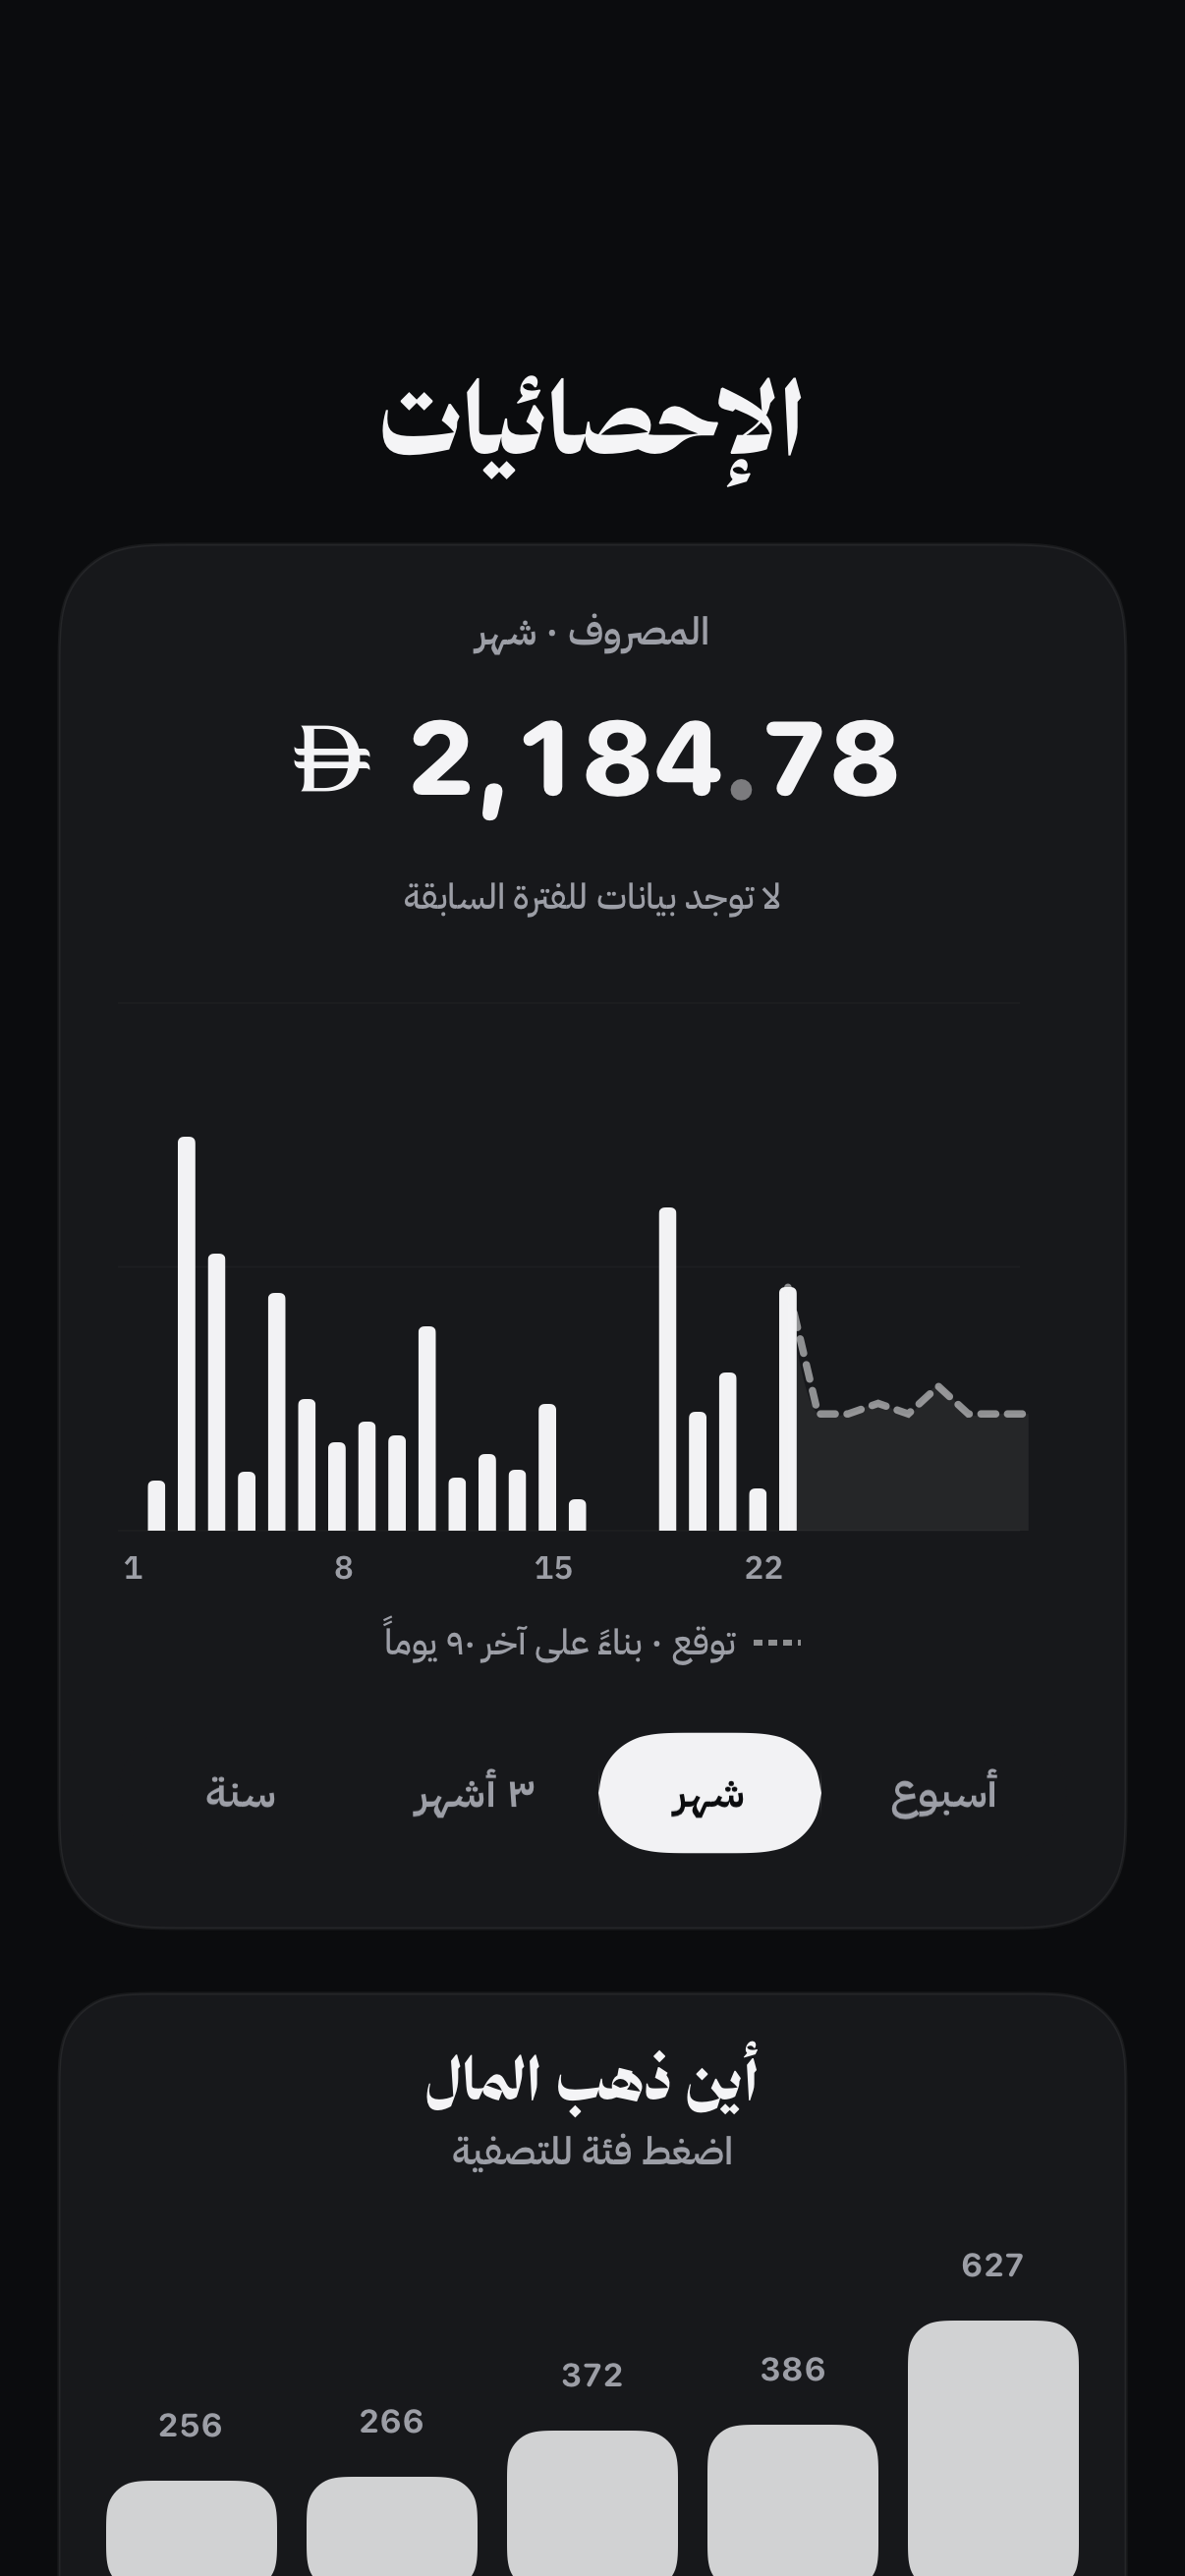 الإحصائيات
المصروف · شهر
2,184.78
لا توجد بيانات للفترة السابقة
1 8 15 22
توقع · بناءً على آخر ٩٠ يوماً
أسبوع شهر ٣ أشهر سنة
أين ذهب المال
اضغط فئة للتصفية
627
386
372
266
256